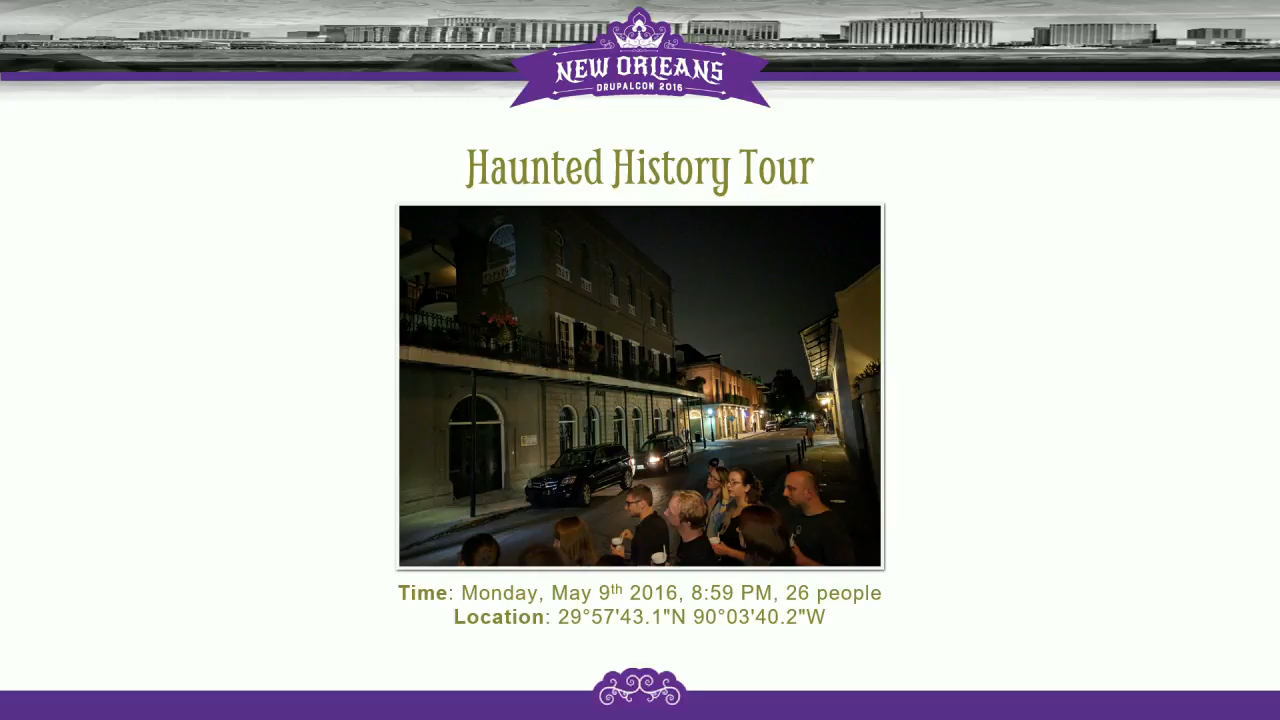 NEW ORLEANS
DRUPALCON 2016
Haunted History Tour
Time: Monday, May 9th 2016, 8:59 PM, 26 people
Location: 29°57'43.1"N 90°03'40.2"W